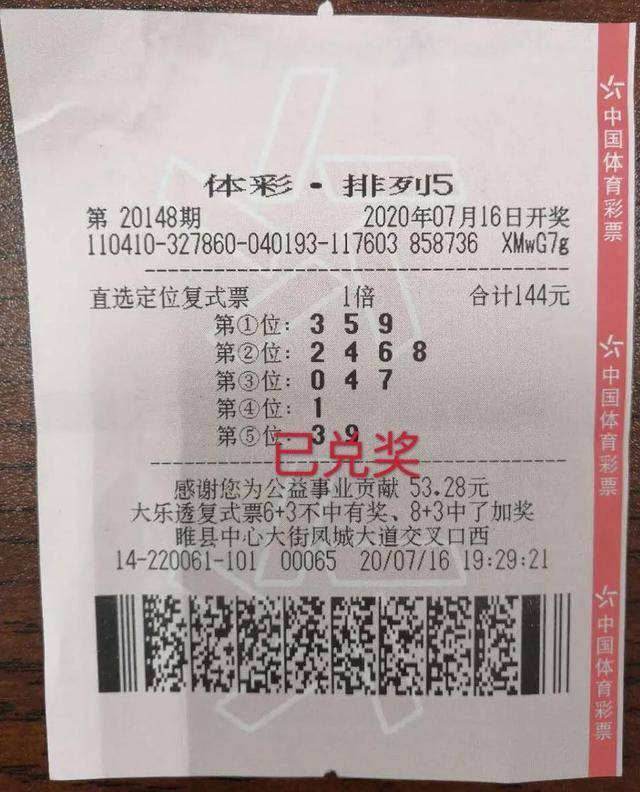 体彩·排列5
第 20148期 2020年07月16日开奖
110410-327860-040193-117603 858736 XMwG7g
直选定位复式票 1倍 合计144元
第①位: 3 5 9
第②位: 2 4 6 8
第③位: 0 4 7
第④位: 1
第⑤位: 3 9
已兑奖
感谢您为公益事业贡献 53.28元
大乐透复式票6+3不中有奖、8+3中了加奖
睢县中心大街凤城大道交叉口西
14-220061-101 00065 20/07/16 19:29:21
中国体育彩票
中国体育彩票
中国体育彩票